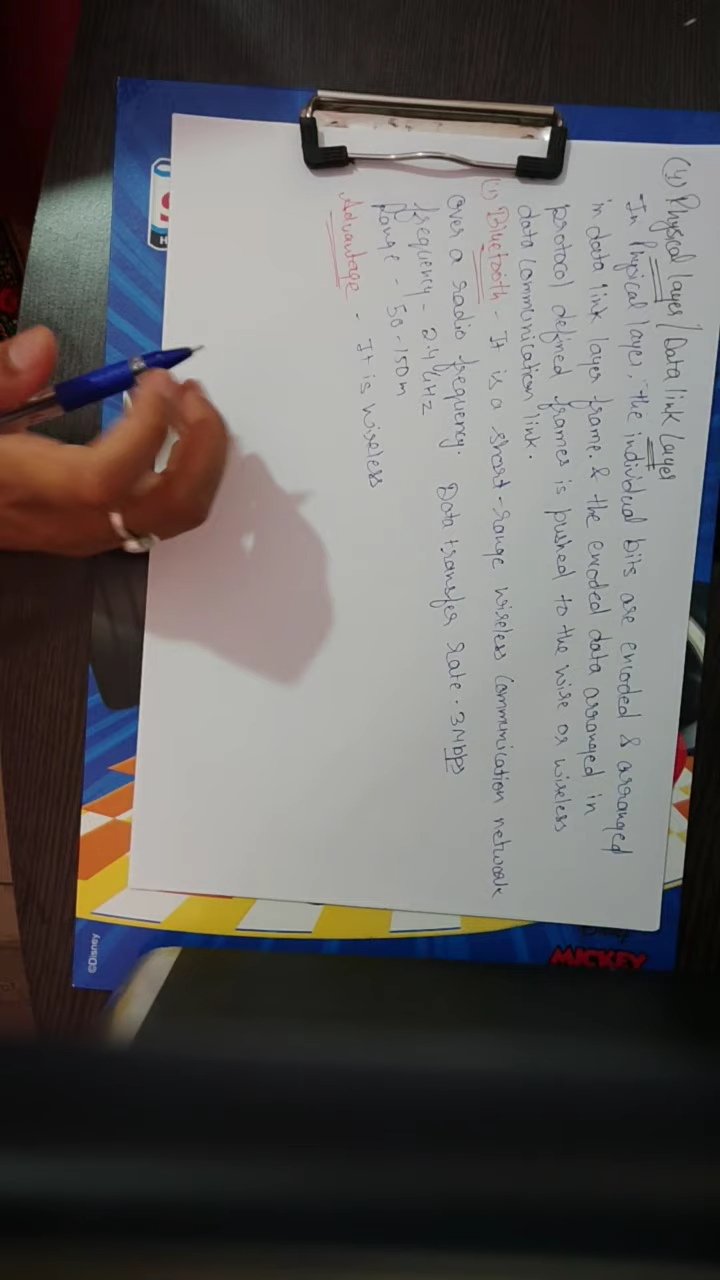 (4) Physical layer / Data link layer
In Physical layer, the individual bits are encoded & arranged
in data link layer frame. & the encoded data arranged in
protocol defined frames is pushed to the wire or wireless
data communication link.
(1) Bluetooth - It is a short-range wireless communication network
over a radio frequency. Data transfer rate - 3Mbps
frequency - 2.4 GHz
Range - 50-150m
Advantage - It is wireless
MICKEY
©Disney